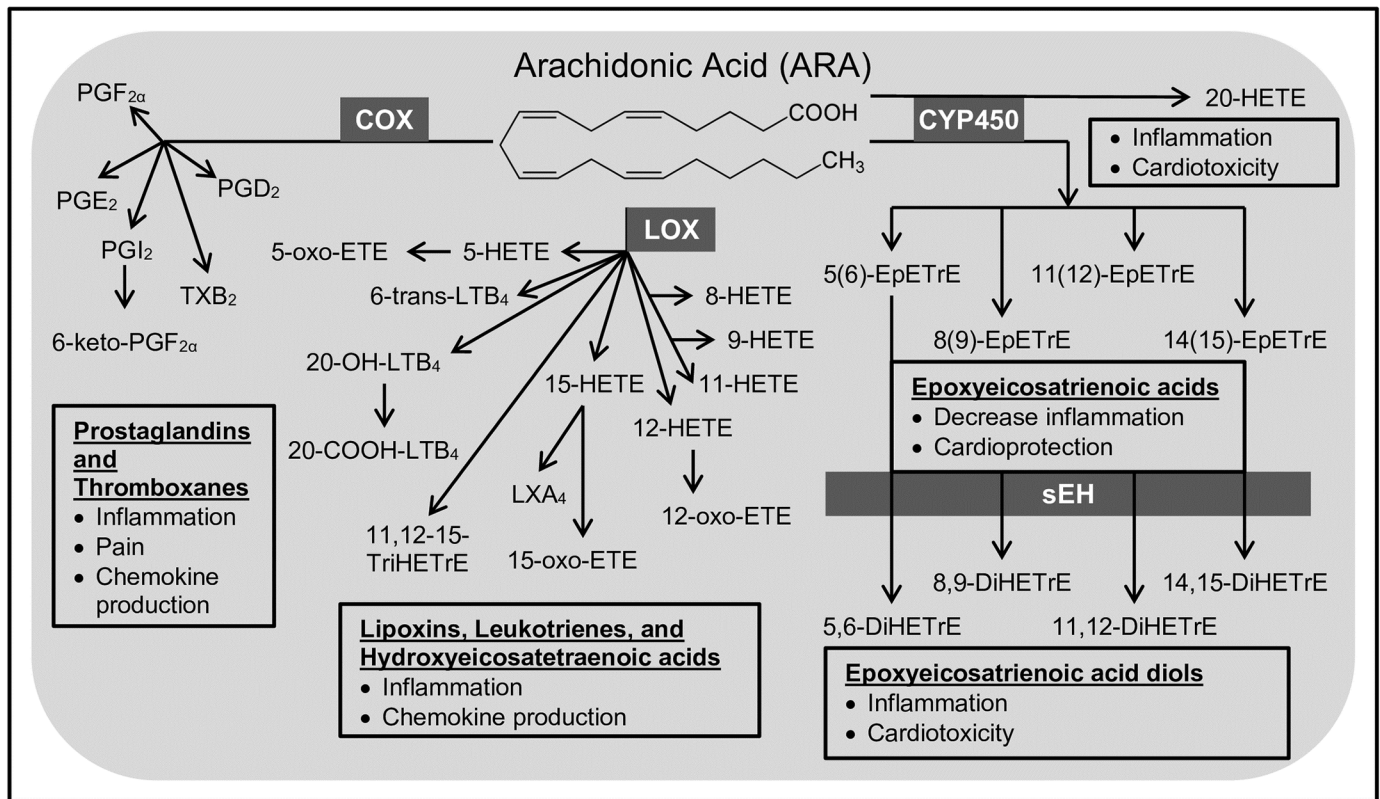 Arachidonic Acid (ARA)
COOH
CH₃
COX
PGF₂α
PGE₂
PGD₂
PGI₂
TXB₂
6-keto-PGF₂α
Prostaglandins
and
Thromboxanes
• Inflammation
• Pain
• Chemokine
production
LOX
5-oxo-ETE
5-HETE
6-trans-LTB₄
20-OH-LTB₄
20-COOH-LTB₄
11,12-15-
TriHETrE
15-HETE
LXA₄
15-oxo-ETE
8-HETE
9-HETE
11-HETE
12-HETE
12-oxo-ETE
Lipoxins, Leukotrienes, and
Hydroxyeicosatetraenoic acids
• Inflammation
• Chemokine production
CYP450
20-HETE
• Inflammation
• Cardiotoxicity
5(6)-EpETrE
11(12)-EpETrE
8(9)-EpETrE
14(15)-EpETrE
Epoxyeicosatrienoic acids
• Decrease inflammation
• Cardioprotection
sEH
8,9-DiHETrE
14,15-DiHETrE
5,6-DiHETrE
11,12-DiHETrE
Epoxyeicosatrienoic acid diols
• Inflammation
• Cardiotoxicity